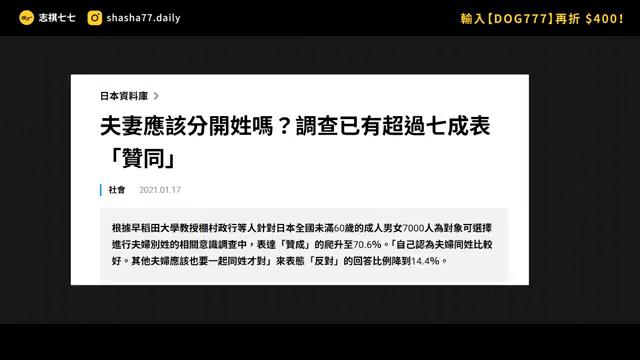 志祺七七 shasha77.daily 輸入【DOG777】再折 $400！
日本資料庫 >
夫妻應該分開姓嗎？調查已有超過七成表
「贊同」
社會 2021.01.17
根據早稻田大學教授棚村政行等人針對日本全國未滿60歲的成人男女7000人為對象可選擇
進行夫婦別姓的相關意識調查中，表達「贊成」的爬升至70.6%。「自己認為夫婦同姓比較
好。其他夫婦應該也要一起同姓才對」來表態「反對」的回答比例降到14.4%。